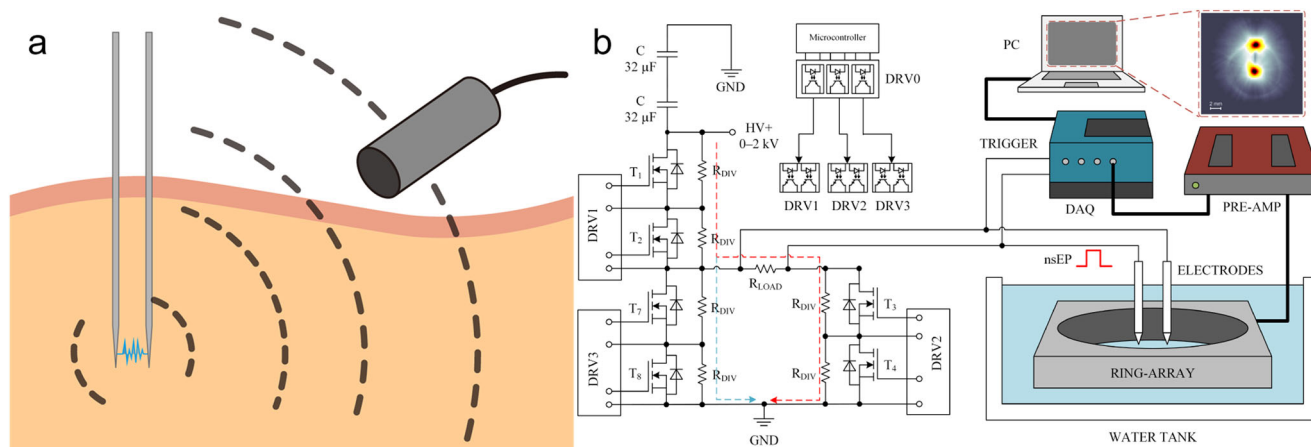 a
b
C
32 µF
GND
C
32 µF
HV+
0–2 kV
Microcontroller
DRV0
DRV1
DRV2
DRV3
T1
RDIV
DRV1
T2
RDIV
RLOAD
T7
RDIV
DRV3
T8
RDIV
RDIV
T3
RDIV
T4
DRV2
GND
PC
2 mm
TRIGGER
DAQ
PRE-AMP
nsEP
ELECTRODES
RING-ARRAY
WATER TANK